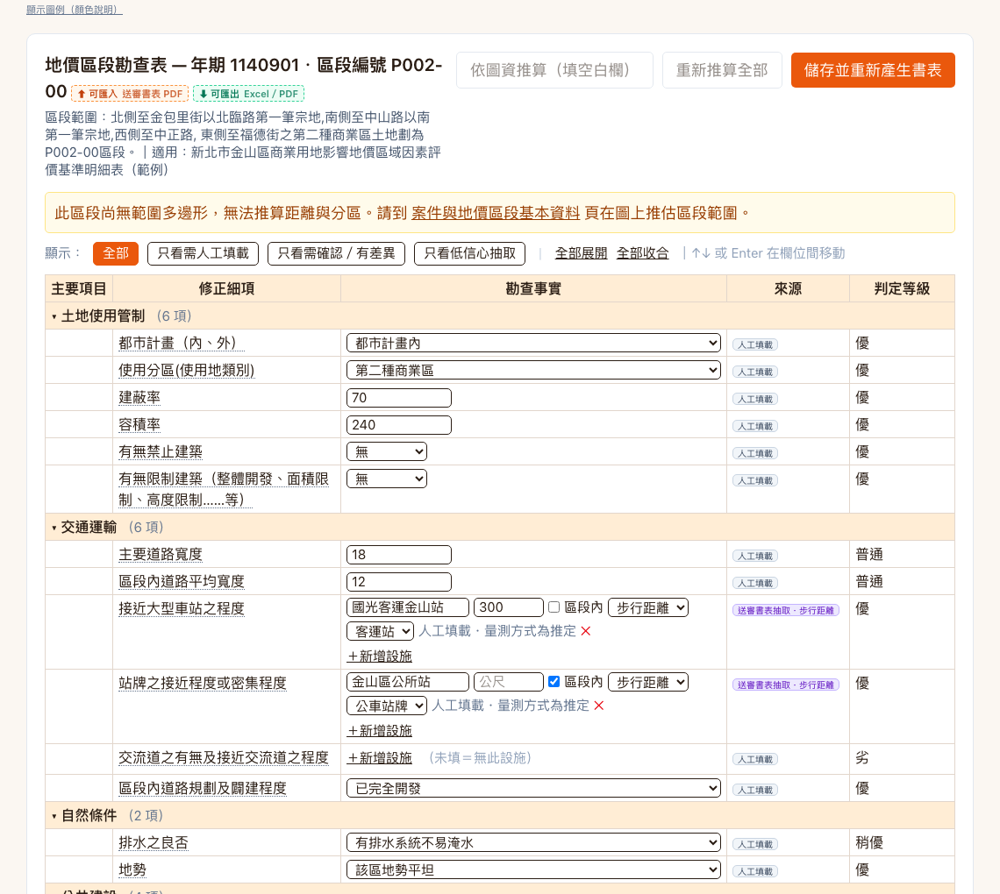 顯示圖例（顏色說明）
地價區段勘查表 — 年期 1140901 · 區段編號 P002-
00 可匯入 送審書表 PDF 可匯出 Excel / PDF
依圖資推算（填空白欄） 重新推算全部 儲存並重新產生書表
區段範圍：北側至金包里街以北臨路第一筆宗地,南側至中山路以南
第一筆宗地,西側至中正路, 東側至福德街之第二種商業區土地劃為
P002-00區段。 | 適用：新北市金山區商業用地影響地價區域因素評
價基準明細表（範例）
此區段尚無範圍多邊形，無法推算距離與分區。請到 案件與地價區段基本資料 頁在圖上推估區段範圍。
顯示： 全部 只看需人工填載 只看需確認 / 有差異 只看低信心抽取 | 全部展開 全部收合 | ↑↓ 或 Enter 在欄位間移動
主要項目 修正細項 勘查事實 來源 判定等級
▾ 土地使用管制 （6 項）
都市計畫（內、外） 都市計畫內 人工填載 優
使用分區(使用地類別) 第二種商業區 人工填載 優
建蔽率 70 人工填載 優
容積率 240 人工填載 優
有無禁止建築 無 人工填載 優
有無限制建築（整體開發、面積限 無 人工填載 優
制、高度限制……等）
▾ 交通運輸 （6 項）
主要道路寬度 18 人工填載 普通
區段內道路平均寬度 12 人工填載 普通
接近大型車站之程度 國光客運金山站 300 區段內 步行距離 送審書表抽取 · 步行距離 優
客運站 人工填載 · 量測方式為推定 ✕
＋新增設施
站牌之接近程度或密集程度 金山區公所站 公尺 區段內 步行距離 送審書表抽取 · 步行距離 優
公車站牌 人工填載 · 量測方式為推定 ✕
＋新增設施
交流道之有無及接近交流道之程度 ＋新增設施 （未填＝無此設施） 人工填載 劣
區段內道路規劃及闢建程度 已完全開發 人工填載 優
▾ 自然條件 （2 項）
排水之良否 有排水系統不易淹水 人工填載 稍優
地勢 該區地勢平坦 人工填載 優